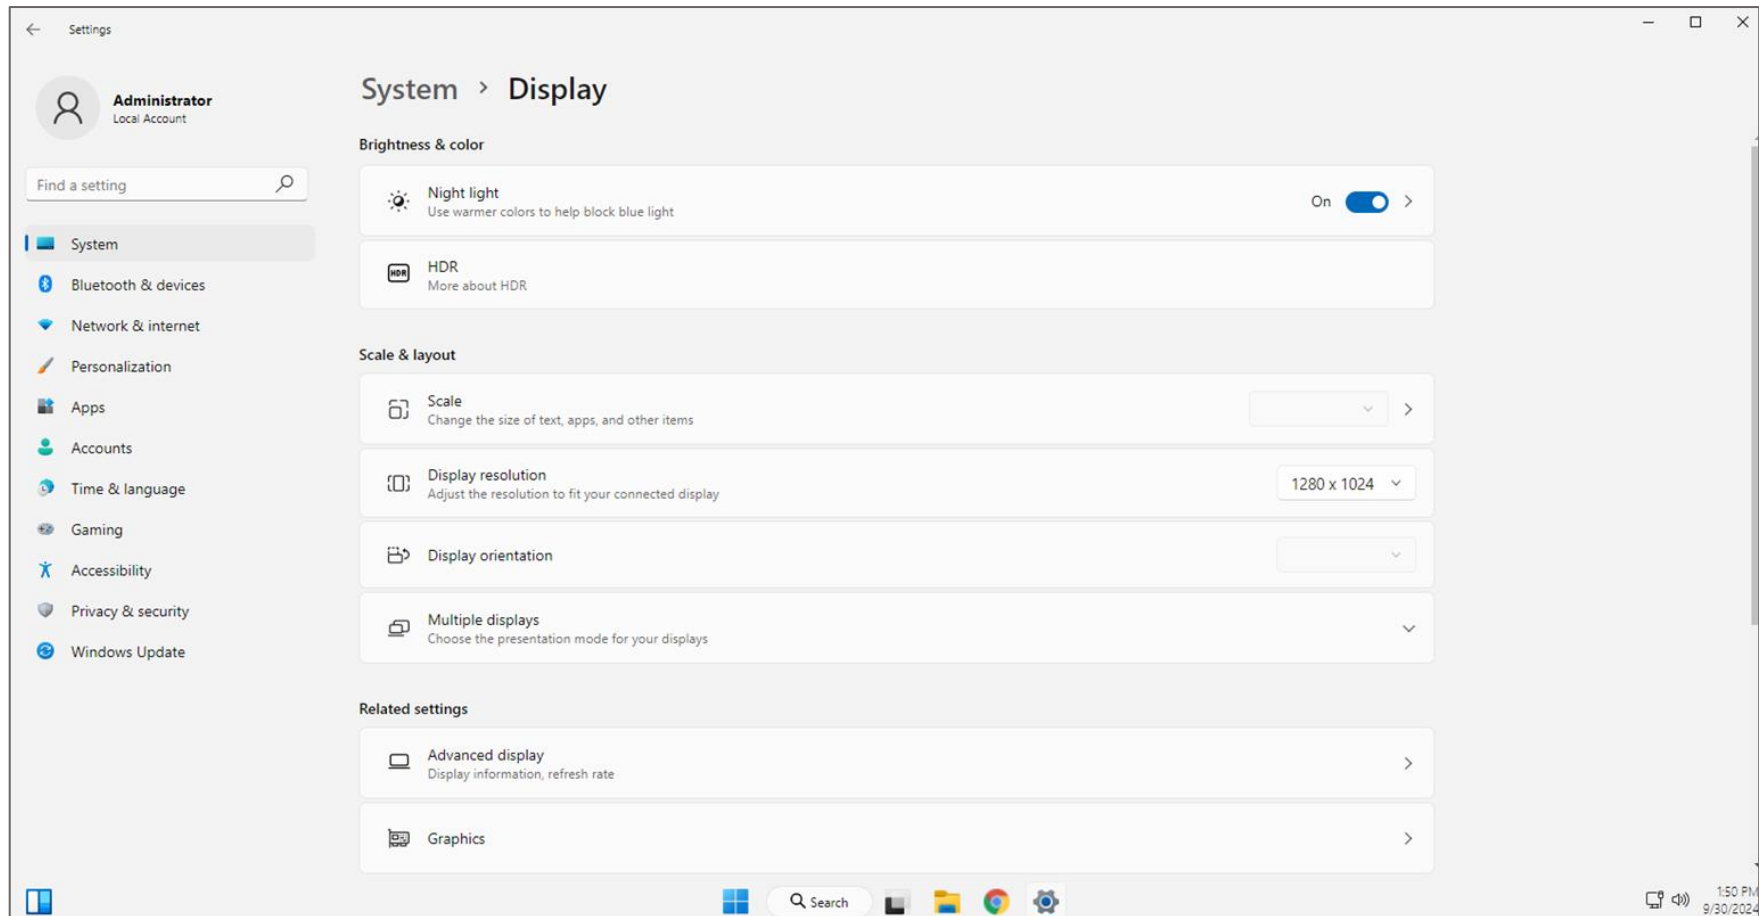 Settings
Administrator
Local Account
Find a setting
System
Bluetooth & devices
Network & internet
Personalization
Apps
Accounts
Time & language
Gaming
Accessibility
Privacy & security
Windows Update
System > Display
Brightness & color
Night light
Use warmer colors to help block blue light
On
HDR
HDR
More about HDR
Scale & layout
Scale
Change the size of text, apps, and other items
Display resolution
Adjust the resolution to fit your connected display
1280 x 1024
Display orientation
Multiple displays
Choose the presentation mode for your displays
Related settings
Advanced display
Display information, refresh rate
Graphics
Search
1:50 PM
9/30/2024